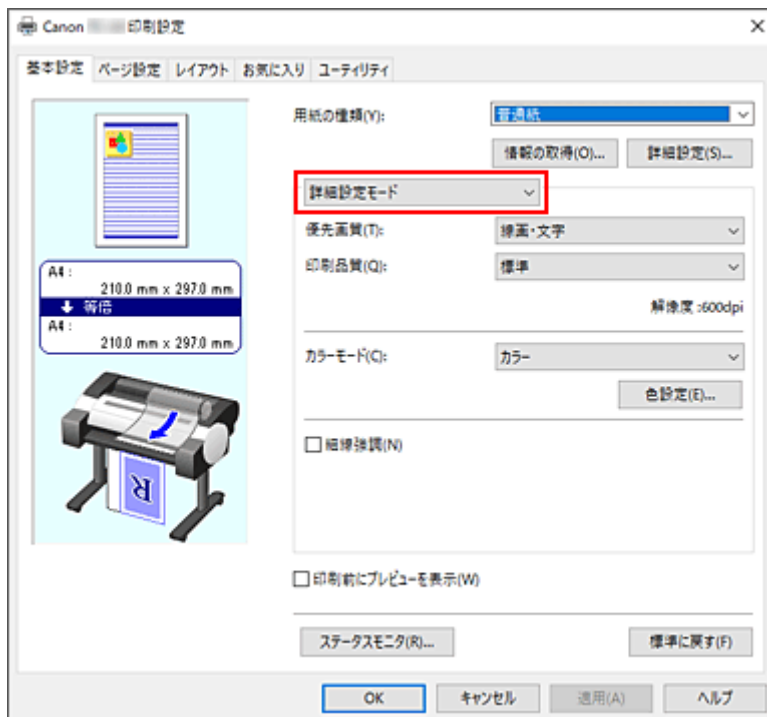 Canon 印刷設定
基本設定 ページ設定 レイアウト お気に入り ユーティリティ
用紙の種類(Y): 普通紙
情報の取得(O)... 詳細設定(S)...
詳細設定モード
優先画質(T): 線画・文字
印刷品質(Q): 標準
解像度 :600dpi
カラーモード(C): カラー
色設定(E)...
細線強調(N)
A4 :
210.0 mm x 297.0 mm
等倍
A4 :
210.0 mm x 297.0 mm
R
印刷前にプレビューを表示(W)
ステータスモニタ(R)... 標準に戻す(F)
OK キャンセル 適用(A) ヘルプ